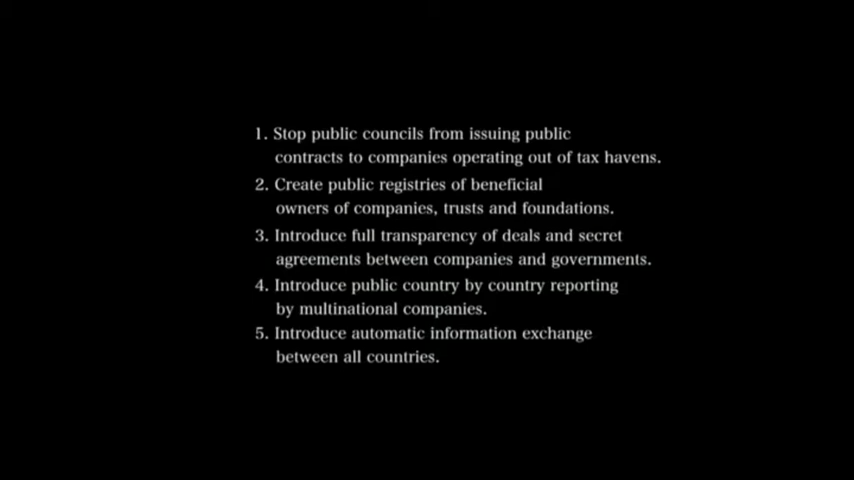 1. Stop public councils from issuing public
contracts to companies operating out of tax havens.
2. Create public registries of beneficial
owners of companies, trusts and foundations.
3. Introduce full transparency of deals and secret
agreements between companies and governments.
4. Introduce public country by country reporting
by multinational companies.
5. Introduce automatic information exchange
between all countries.